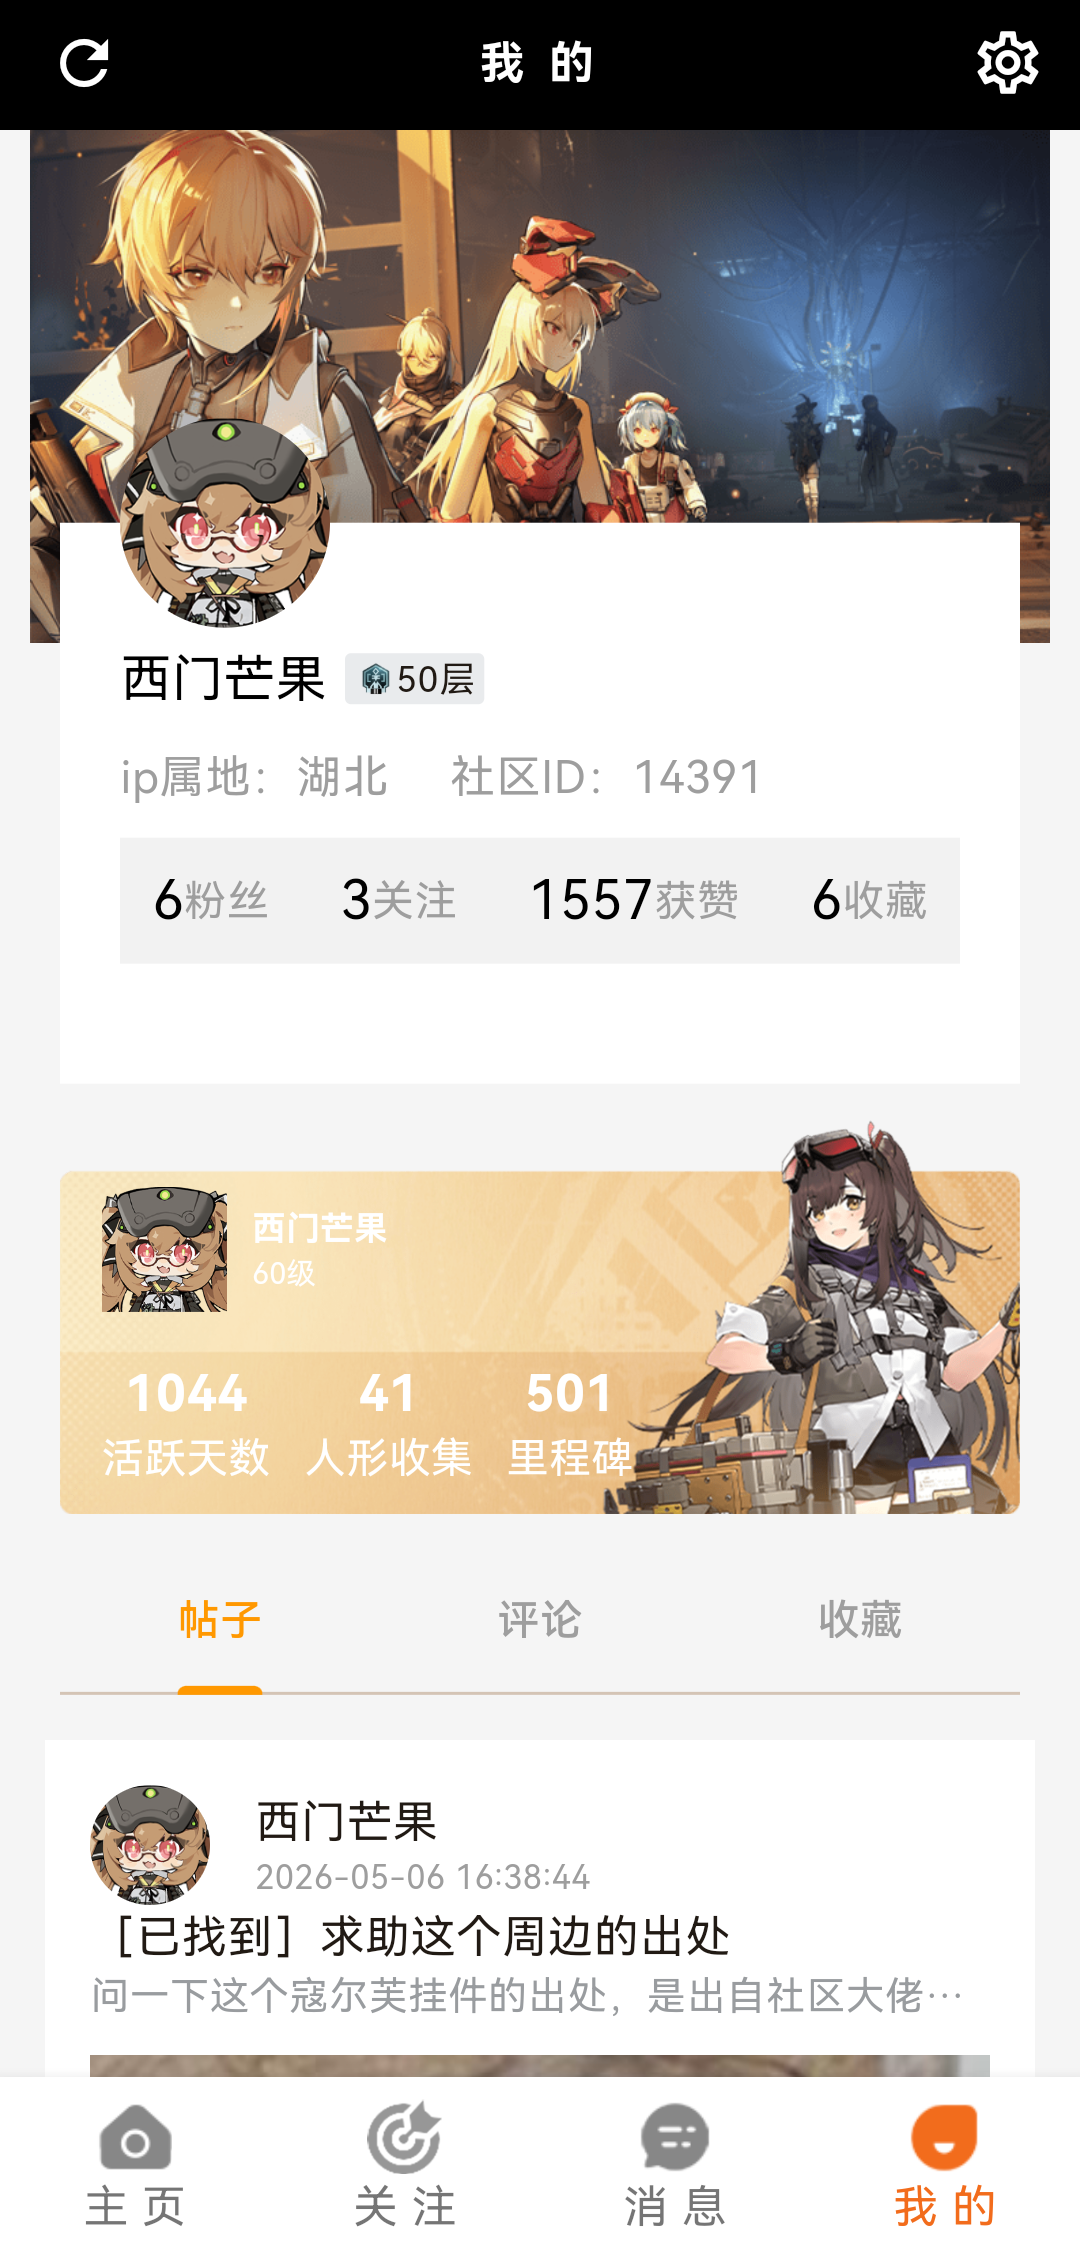 我 的
西门芒果 50层
ip属地：湖北 社区ID：14391
6粉丝 3关注 1557获赞 6收藏
西门芒果
60级
1044 41 501
活跃天数 人形收集 里程碑
帖子 评论 收藏
西门芒果
2026-05-06 16:38:44
［已找到］求助这个周边的出处
问一下这个寇尔芙挂件的出处，是出自社区大佬…
主 页 关 注 消 息 我 的